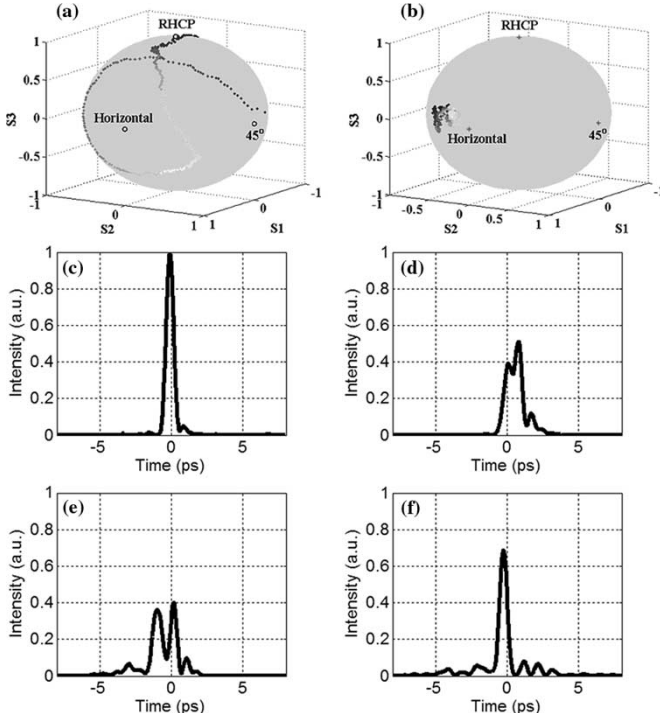 (a)
RHCP
1
0.5
S3
0
Horizontal
45°
-0.5
-1
-1
0
S2
1
1
0
S1
-1
(b)
RHCP
1
0.5
S3
0
Horizontal
45°
-0.5
-1
-1
-0.5
0
S2
0.5
1
1
0
S1
-1
(c)
1
0.8
0.6
0.4
0.2
0
Intensity (a.u.)
-5
0
5
Time (ps)
(d)
1
0.8
0.6
0.4
0.2
0
Intensity (a.u.)
-5
0
5
Time (ps)
(e)
1
0.8
0.6
0.4
0.2
0
Intensity (a.u.)
-5
0
5
Time (ps)
(f)
1
0.8
0.6
0.4
0.2
0
Intensity (a.u.)
-5
0
5
Time (ps)